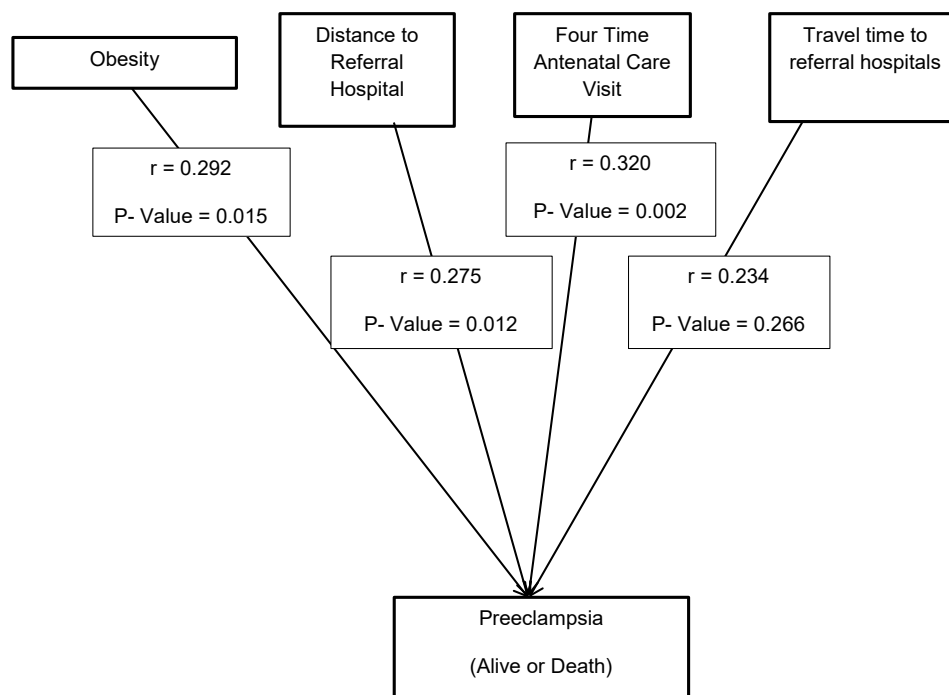 Obesity
Distance to
Referral
Hospital
Four Time
Antenatal Care
Visit
Travel time to
referral hospitals
r = 0.292
P- Value = 0.015
r = 0.320
P- Value = 0.002
r = 0.275
P- Value = 0.012
r = 0.234
P- Value = 0.266
Preeclampsia
(Alive or Death)